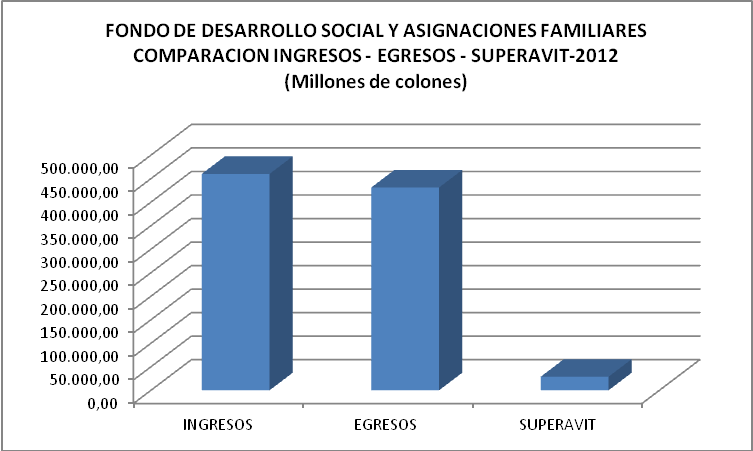 FONDO DE DESARROLLO SOCIAL Y ASIGNACIONES FAMILIARES
COMPARACION INGRESOS - EGRESOS - SUPERAVIT-2012
(Millones de colones)
500.000,00
450.000,00
400.000,00
350.000,00
300.000,00
250.000,00
200.000,00
150.000,00
100.000,00
50.000,00
0,00
INGRESOS
EGRESOS
SUPERAVIT